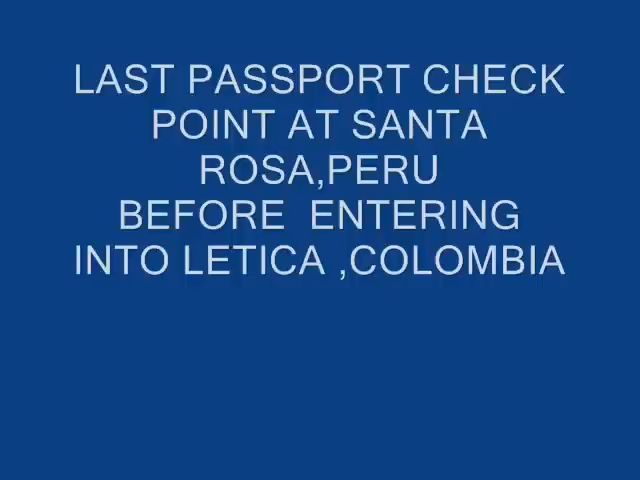 LAST PASSPORT CHECK
POINT AT SANTA
ROSA,PERU
BEFORE  ENTERING
INTO LETICA ,COLOMBIA